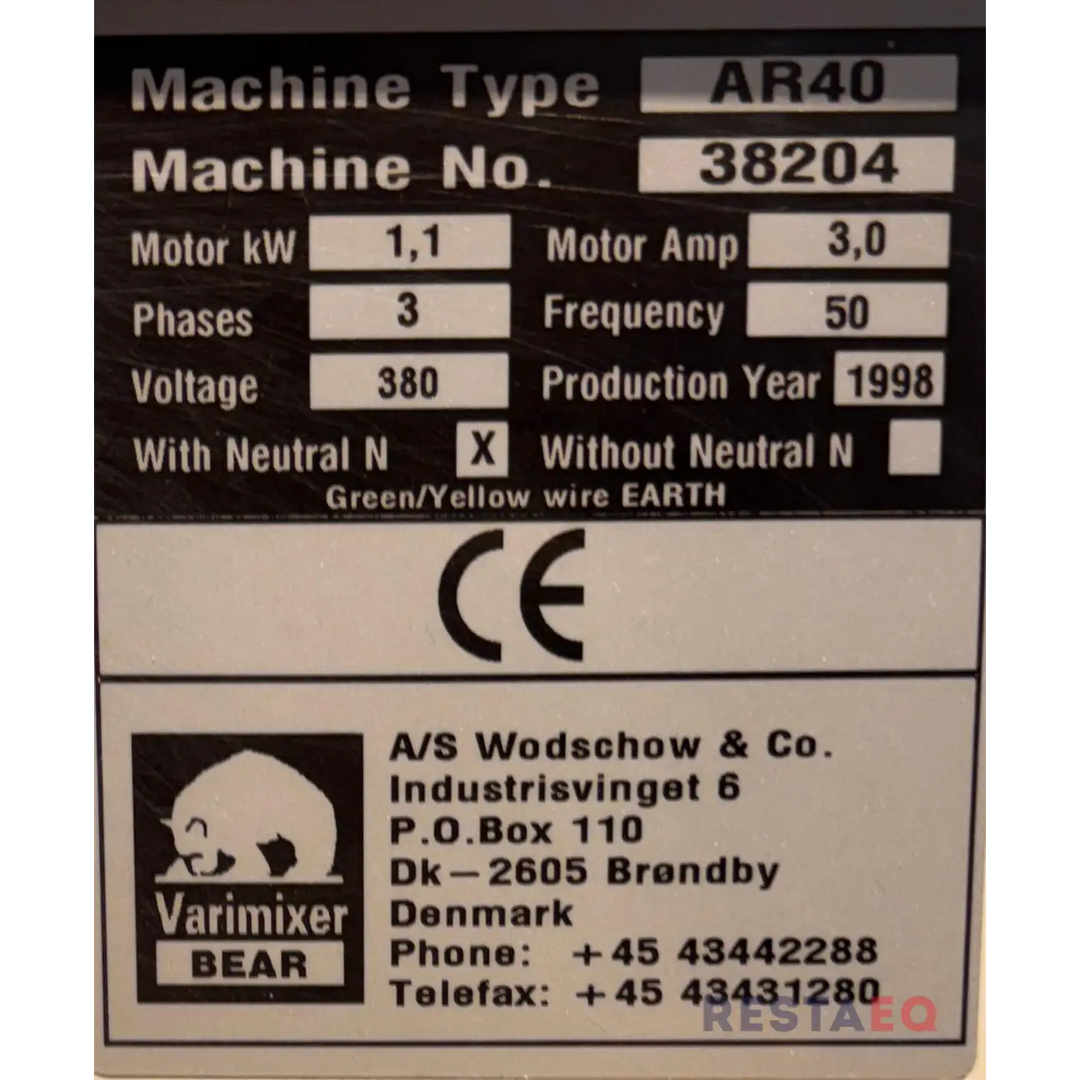 Machine Type AR40
Machine No. 38204
Motor kW 1,1 Motor Amp 3,0
Phases 3 Frequency 50
Voltage 380 Production Year 1998
With Neutral N X Without Neutral N
Green/Yellow wire EARTH
CE
A/S Wodschow & Co.
Industrisvinget 6
P.O.Box 110
Dk–2605 Brøndby
Denmark
Phone: +45 43442288
Telefax: +45 43431280
Varimixer
BEAR
RESTAEQ